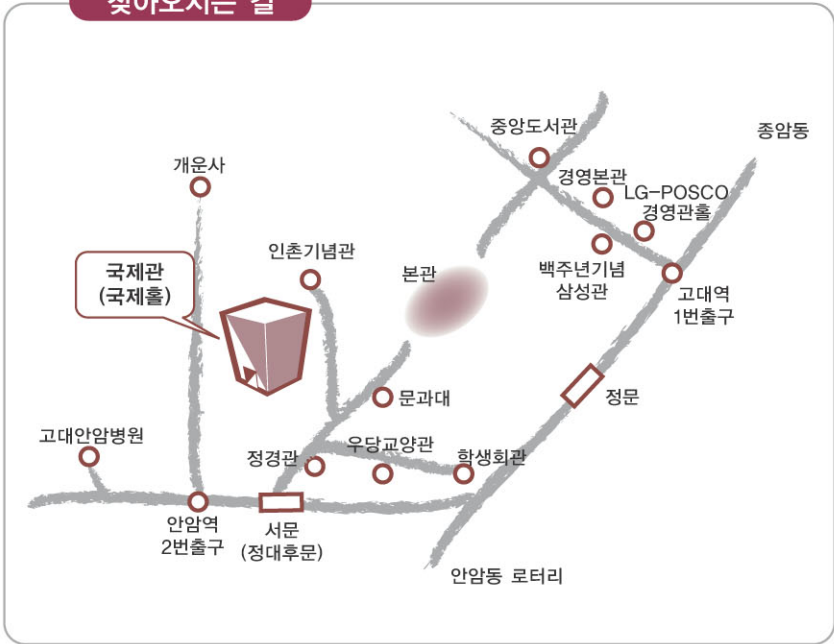 찾아오시는 길
중앙도서관
종암동
개운사
경영본관
LG-POSCO
경영관홀
인촌기념관
국제관
(국제홀)
본관
백주년기념
삼성관
고대역
1번출구
문과대
정문
고대안암병원
정경관
우당교양관
학생회관
안암역
2번출구
서문
(정대후문)
안암동 로터리